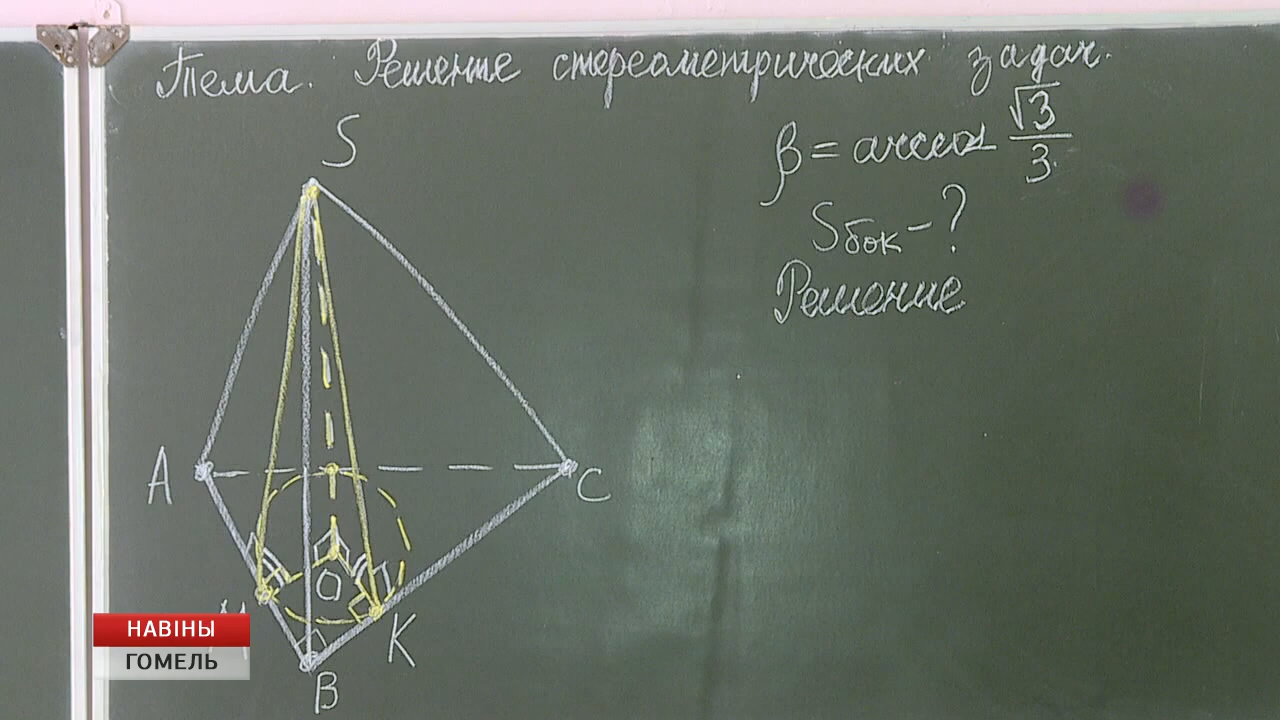 Тема. Решение стереометрических задач.
S
β = arccos √3/3
Sбок - ?
Решение
A
C
O
K
B
НАВІНЫ
ГОМЕЛЬ